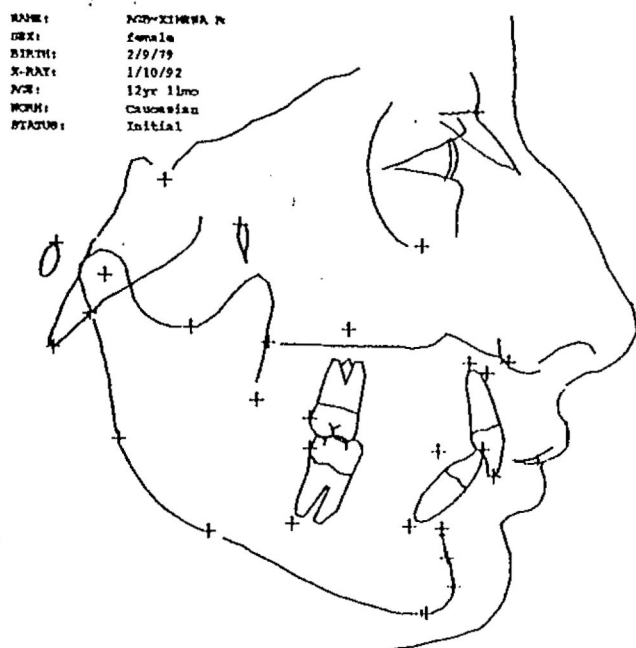 NAME:
SEX: female
BIRTH: 2/9/79
X-RAY: 1/10/92
AGE: 12yr 11mo
NORM: Caucasian
STATUS: Initial